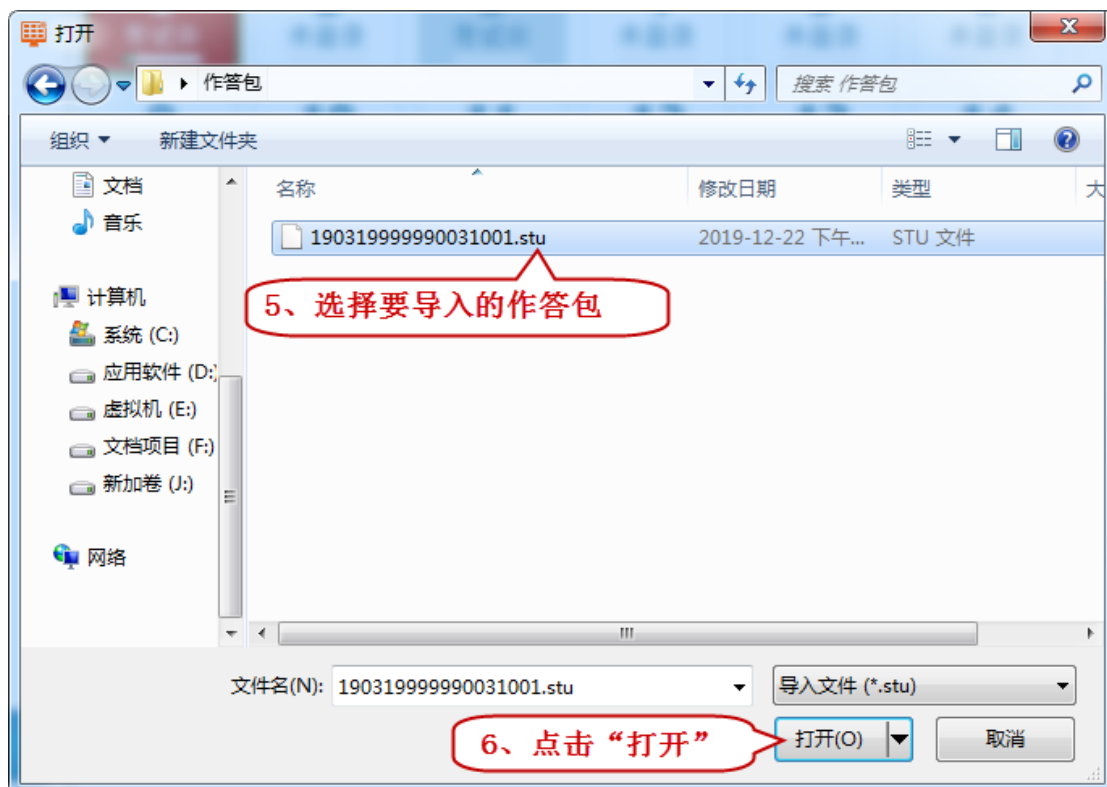 打开
作答包
搜索 作答包
组织
新建文件夹
文档
音乐
计算机
系统 (C:)
应用软件 (D:)
虚拟机 (E:)
文档项目 (F:)
新加卷 (J:)
网络
名称
修改日期
类型
大
190319999990031001.stu
2019-12-22 下午...
STU 文件
5、选择要导入的作答包
文件名(N):
190319999990031001.stu
导入文件 (*.stu)
6、点击“打开”
打开(O)
取消